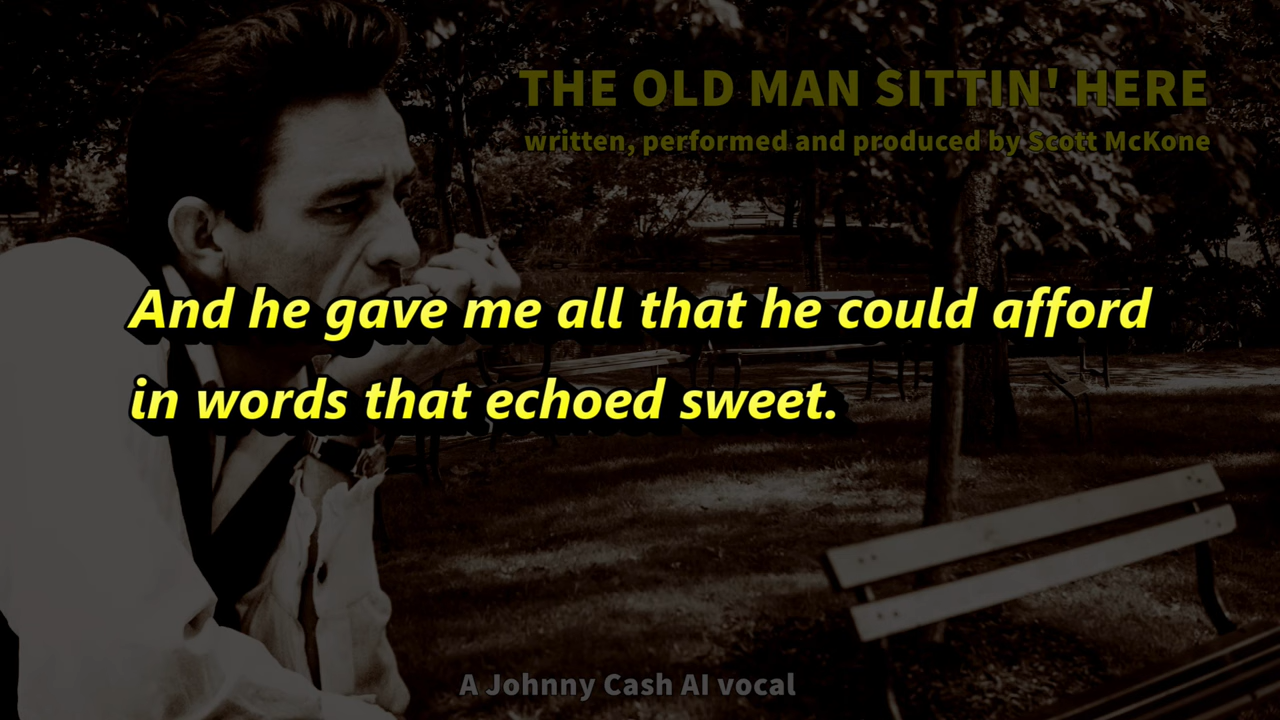 THE OLD MAN SITTIN' HERE
written, performed and produced by Scott McKone
And he gave me all that he could afford
in words that echoed sweet.
A Johnny Cash AI vocal